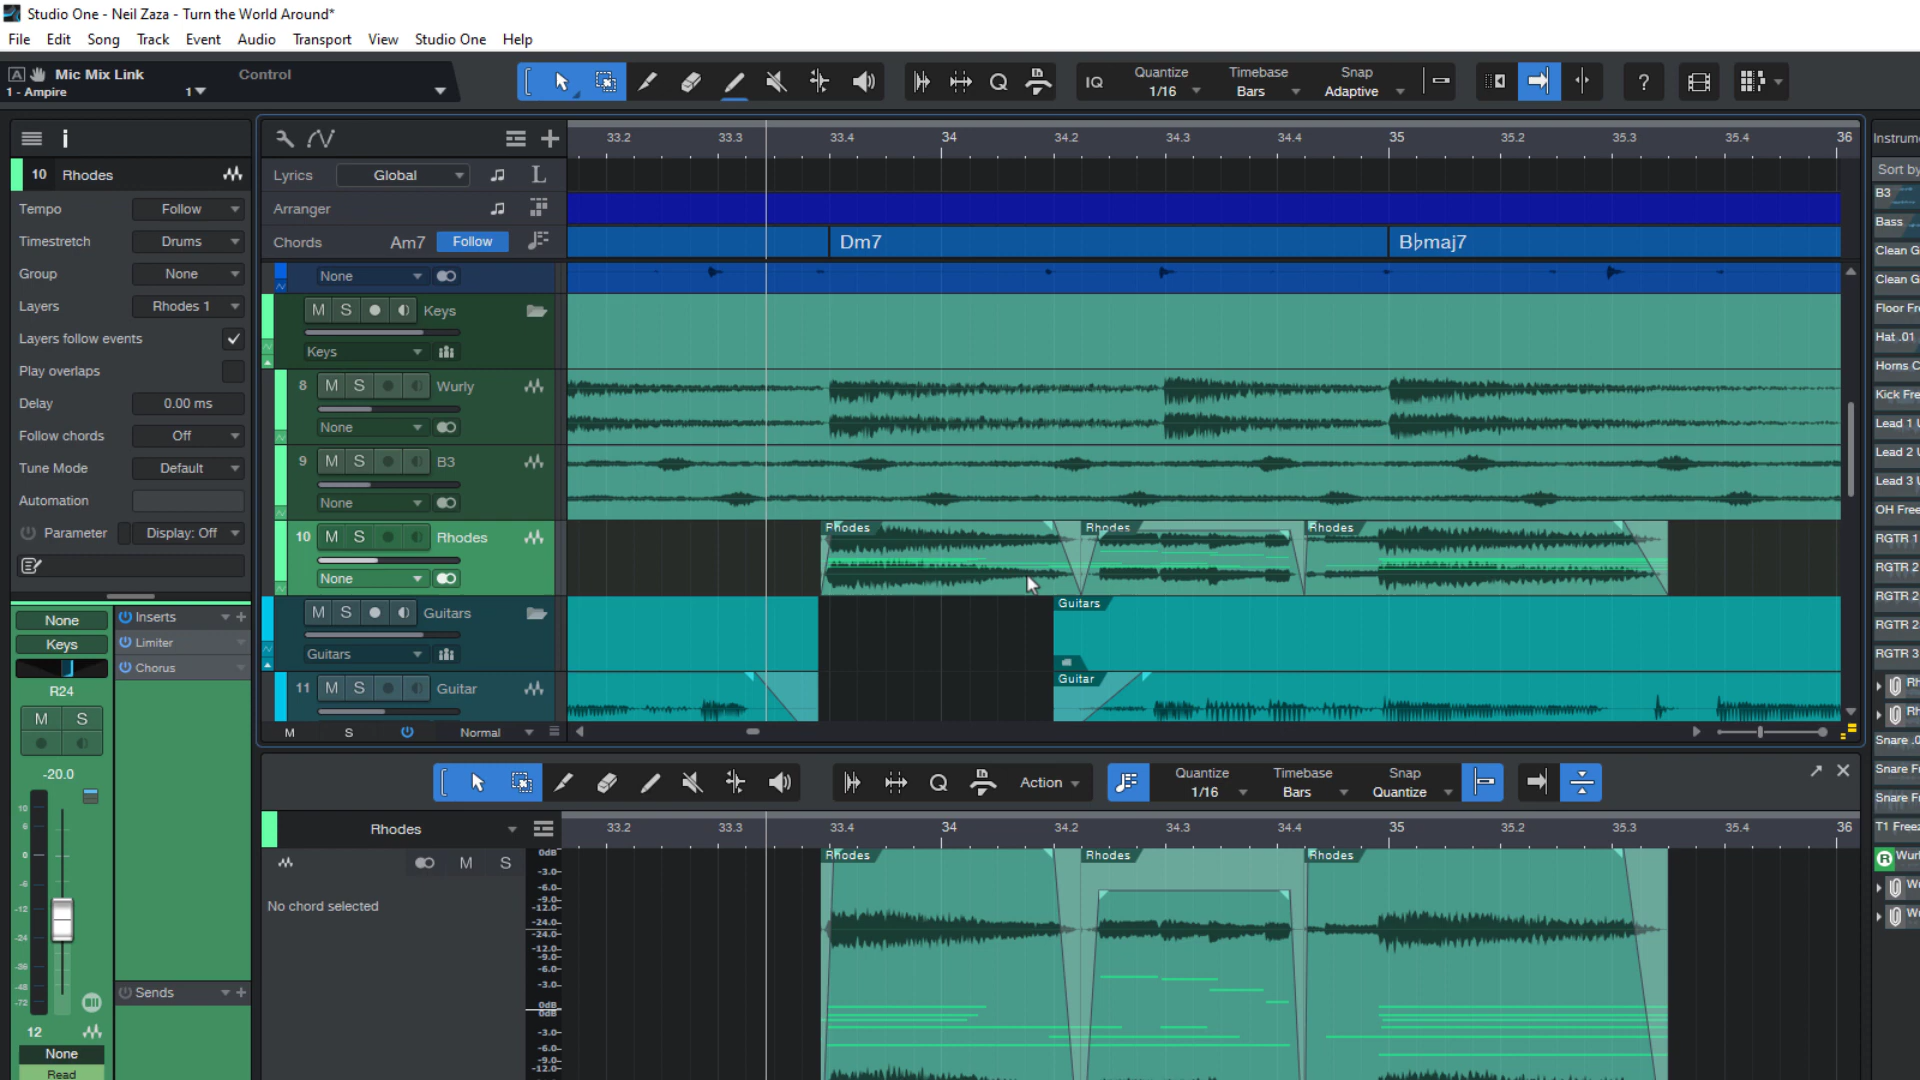 Studio One - Neil Zaza - Turn the World Around*
File Edit Song Track Event Audio Transport View Studio One Help
A Mic Mix Link Control
1 - Ampire 1
IQ Quantize 1/16 Timebase Bars Snap Adaptive ?
i
10 Rhodes
Tempo Follow
Timestretch Drums
Group None
Layers Rhodes 1
Layers follow events
Play overlaps
Delay 0.00 ms
Follow chords Off
Tune Mode Default
Automation
Parameter Display: Off
None
Keys
R24
M S
-20.0
10
6
0
-6
-12
-24
-36
-48
-72
12
None
Read
Inserts
Limiter
Chorus
Sends
33.2 33.3 33.4 34 34.2 34.3 34.4 35 35.2 35.3 35.4 36
Lyrics Global L
Arranger
Chords Am7 Follow
Dm7 B♭maj7
None
M S Keys
Keys
8 M S Wurly
None
9 M S B3
None
10 M S Rhodes
None
Rhodes Rhodes Rhodes
M S Guitars
Guitars
Guitars
11 M S Guitar
Guitar
M S Normal
Action Quantize 1/16 Timebase Bars Snap Quantize
Rhodes
33.2 33.3 33.4 34 34.2 34.3 34.4 35 35.2 35.3 35.4 36
M S
No chord selected
0dB
-3.0
-6.0
-9.0
-12.0
-24.0
-24.0
-12.0
-9.0
-6.0
-3.0
0dB
0dB
-3.0
-6.0
-9.0
-12.0
Rhodes Rhodes Rhodes
Instrum
Sort by
B3
Bass
Clean G
Clean G
Floor Fr
Hat .01
Horns C
Kick Fre
Lead 1 U
Lead 2 U
Lead 3 U
OH Free
RGTR 1
RGTR 2
RGTR 2
RGTR 2
RGTR 3
Rh
Rh
Snare .0
Snare Fr
Snare Fr
T1 Freez
R Wurl
W
W